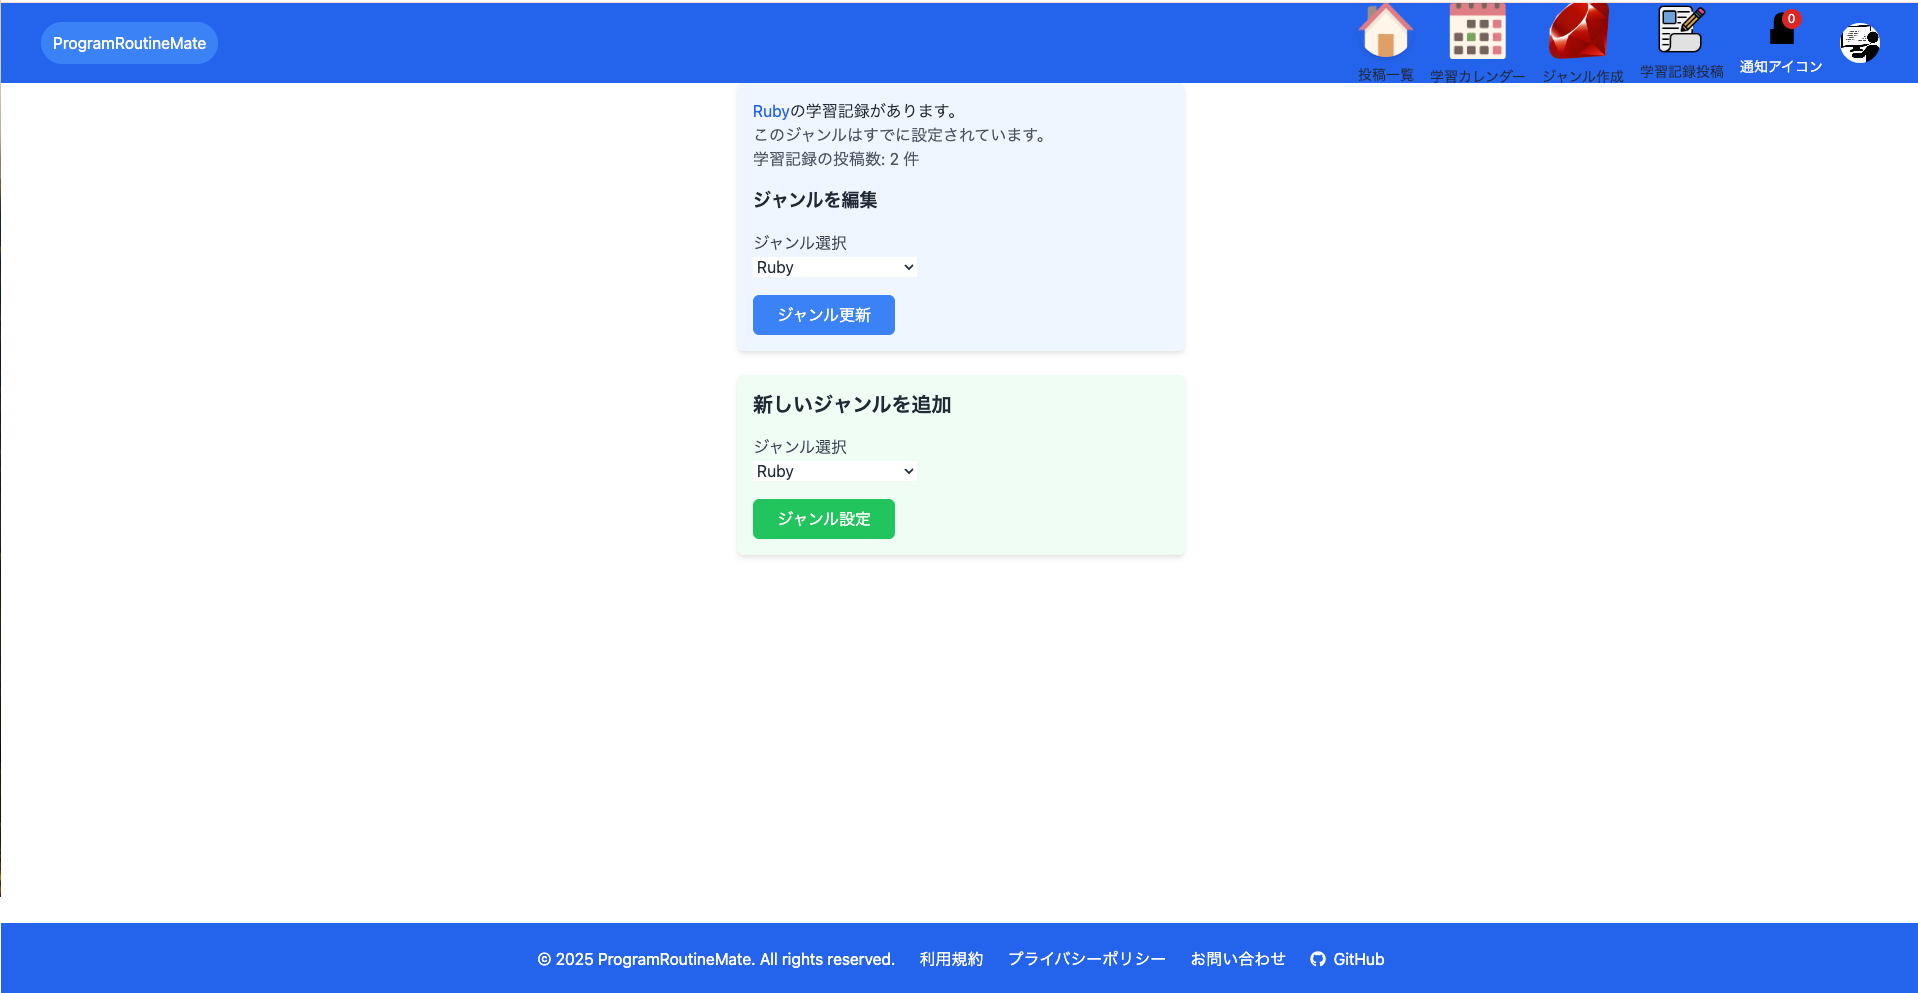 ProgramRoutineMate
投稿一覧
学習カレンダー
ジャンル作成
学習記録投稿
0
通知アイコン
Rubyの学習記録があります。
このジャンルはすでに設定されています。
学習記録の投稿数: 2 件
ジャンルを編集
ジャンル選択
Ruby
ジャンル更新
新しいジャンルを追加
ジャンル選択
Ruby
ジャンル設定
© 2025 ProgramRoutineMate. All rights reserved. 利用規約 プライバシーポリシー お問い合わせ GitHub